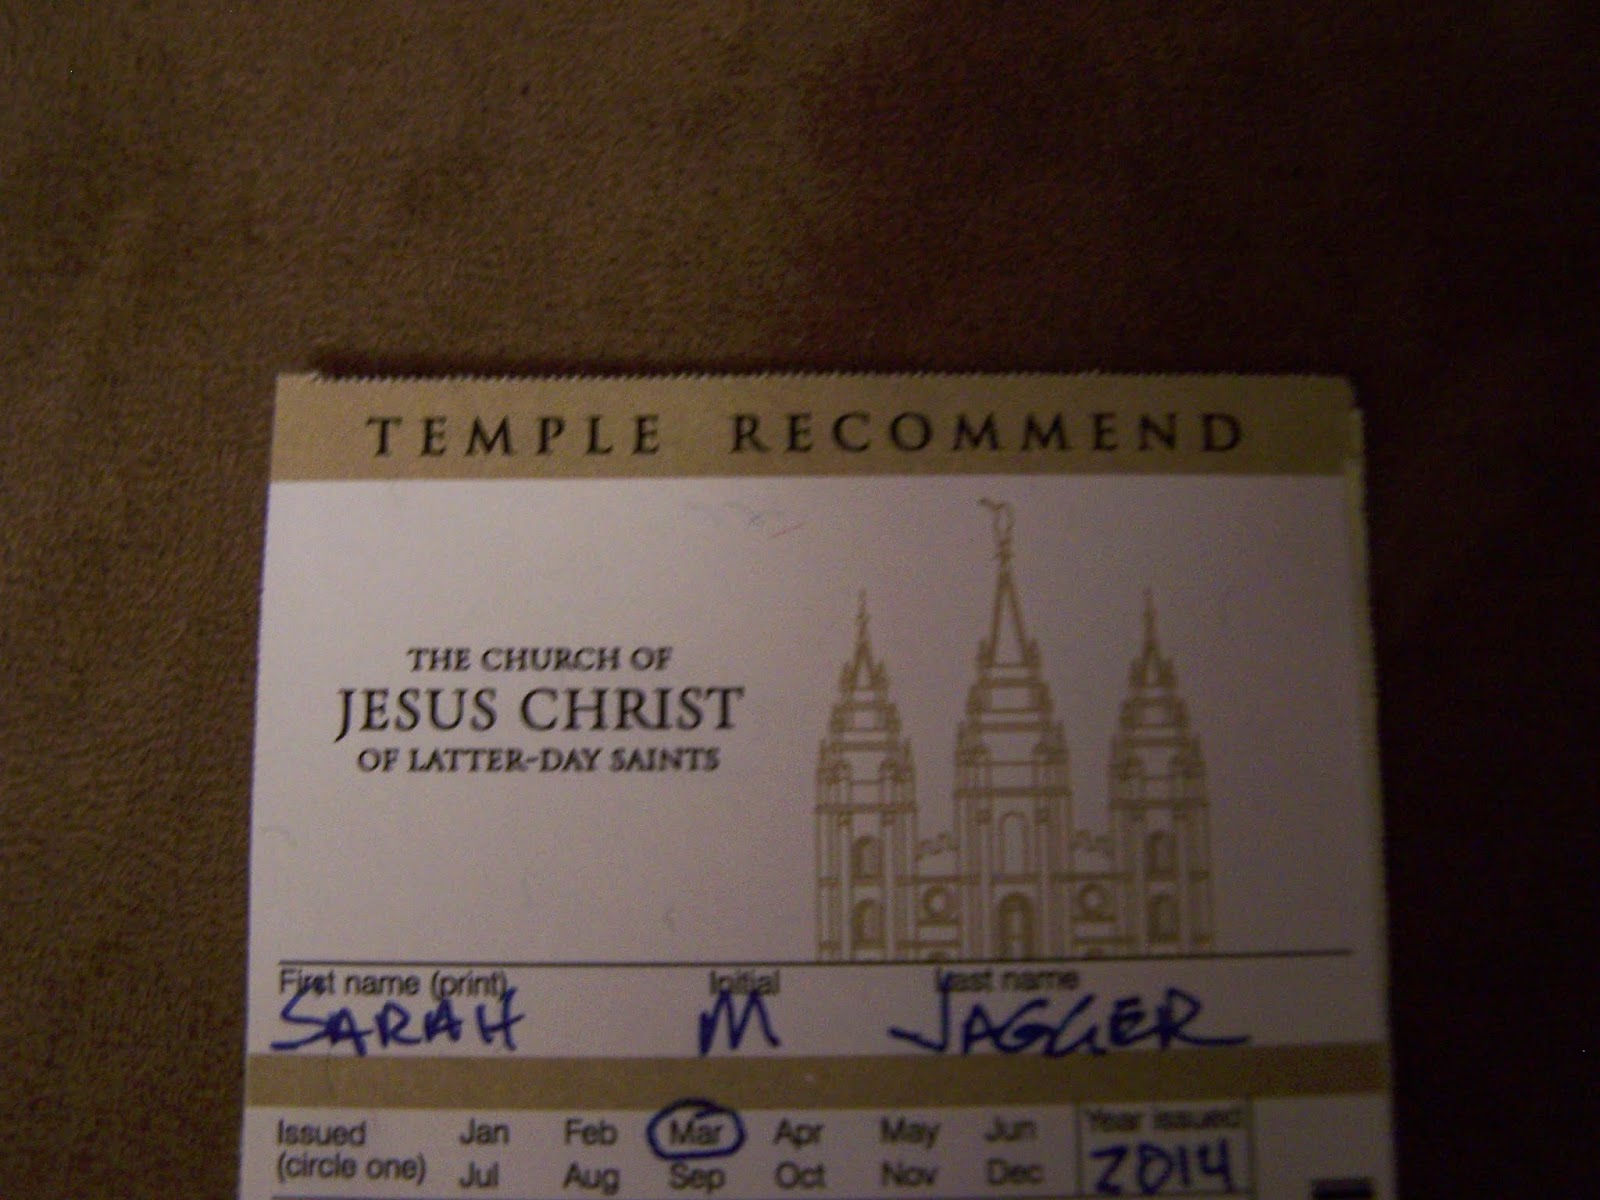 TEMPLE RECOMMEND
THE CHURCH OF
JESUS CHRIST
OF LATTER-DAY SAINTS
First name (print) Initial Last name
SARAH M JAGGER
Issued Jan Feb Mar Apr May Jun Year issued
(circle one) Jul Aug Sep Oct Nov Dec 2014